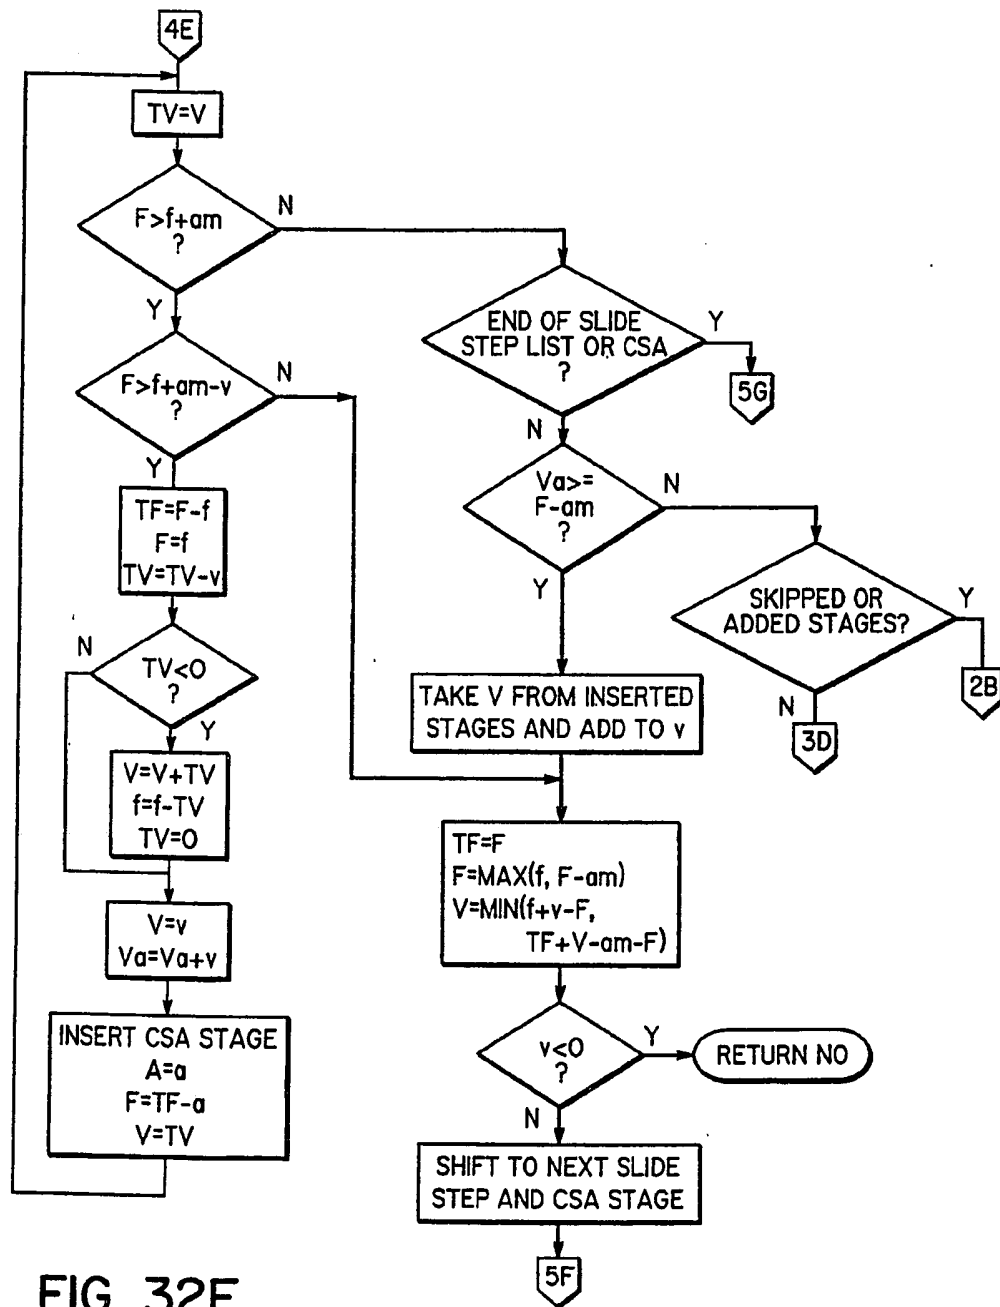 4E
TV=V
F>f+am
?
N
Y
F>f+am-v
?
N
Y
TF=F-f
F=f
TV=TV-v
N
TV<0
?
Y
V=V+TV
f=f-TV
TV=0
V=v
Va=Va+v
INSERT CSA STAGE
A=a
F=TF-a
V=TV
END OF SLIDE
STEP LIST OR CSA
?
Y
5G
N
Va>=
F-am
?
N
Y
SKIPPED OR
ADDED STAGES?
Y
2B
N
3D
TAKE V FROM INSERTED
STAGES AND ADD TO v
TF=F
F=MAX(f, F-am)
V=MIN(f+v-F,
TF+V-am-F)
v<0
?
Y
RETURN NO
N
SHIFT TO NEXT SLIDE
STEP AND CSA STAGE
5F